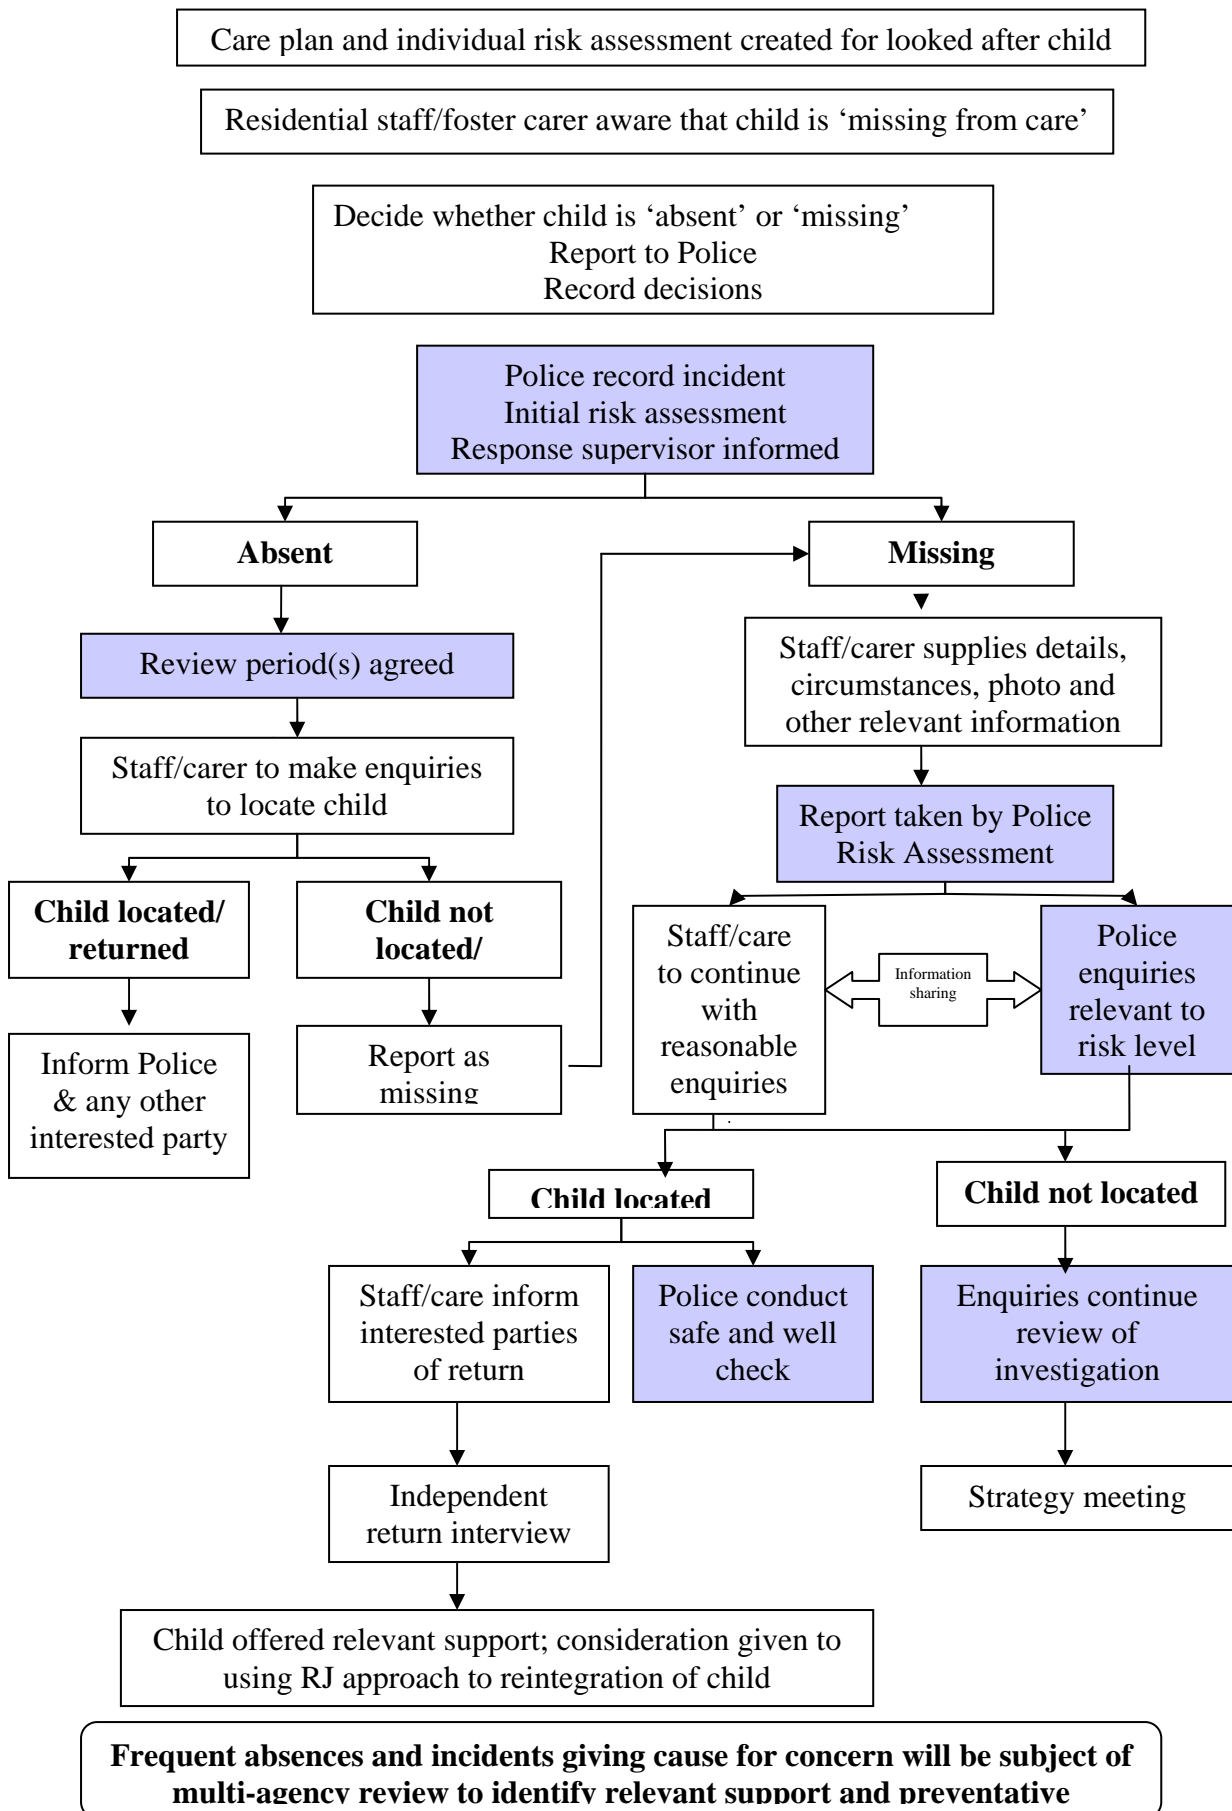 Care plan and individual risk assessment created for looked after child
Residential staff/foster carer aware that child is ‘missing from care’
Decide whether child is ‘absent’ or ‘missing’
Report to Police
Record decisions
Police record incident
Initial risk assessment
Response supervisor informed
Absent
Missing
Review period(s) agreed
Staff/carer supplies details,
circumstances, photo and
other relevant information
Staff/carer to make enquiries
to locate child
Report taken by Police
Risk Assessment
Child located/
returned
Child not
located/
Staff/care
to continue
with
reasonable
enquiries
Information
sharing
Police
enquiries
relevant to
risk level
Inform Police
& any other
interested party
Report as
missing
Child located
Child not located
Staff/care inform
interested parties
of return
Police conduct
safe and well
check
Enquiries continue
review of
investigation
Independent
return interview
Strategy meeting
Child offered relevant support; consideration given to
using RJ approach to reintegration of child
Frequent absences and incidents giving cause for concern will be subject of
multi-agency review to identify relevant support and preventative